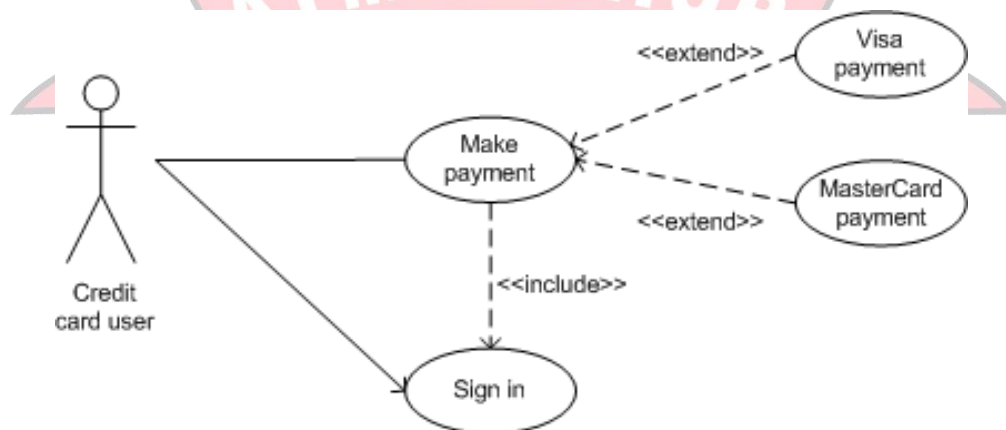 <<extend>>
Visa
payment
Make
payment
MasterCard
payment
<<extend>>
<<include>>
Credit
card user
Sign in